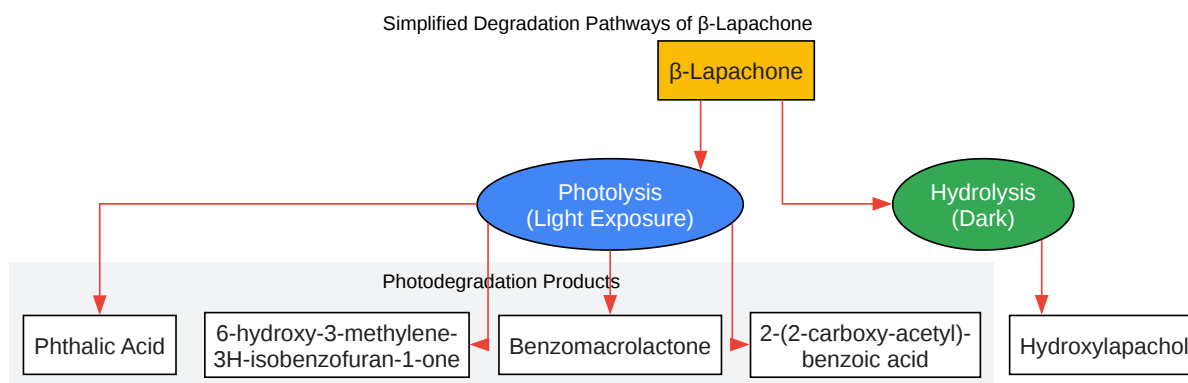 Simplified Degradation Pathways of β-Lapachone
β-Lapachone
Photolysis
(Light Exposure)
Hydrolysis
(Dark)
Photodegradation Products
Phthalic Acid
6-hydroxy-3-methylene-
3H-isobenzofuran-1-one
Benzomacrolactone
2-(2-carboxy-acetyl)-
benzoic acid
Hydroxylapachol